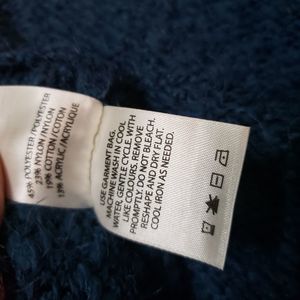 45% POLYESTER / POLYESTER
23% NYLON / NYLON
19% COTTON / COTON
13% ACRYLIC / ACRYLIQUE
USE GARMENT BAG.
MACHINE WASH IN COOL
WATER, GENTLE CYCLE, WITH
LIKE COLOURS. REMOVE
PROMPTLY. DO NOT BLEACH.
RESHAPE AND DRY FLAT.
COOL IRON AS NEEDED.